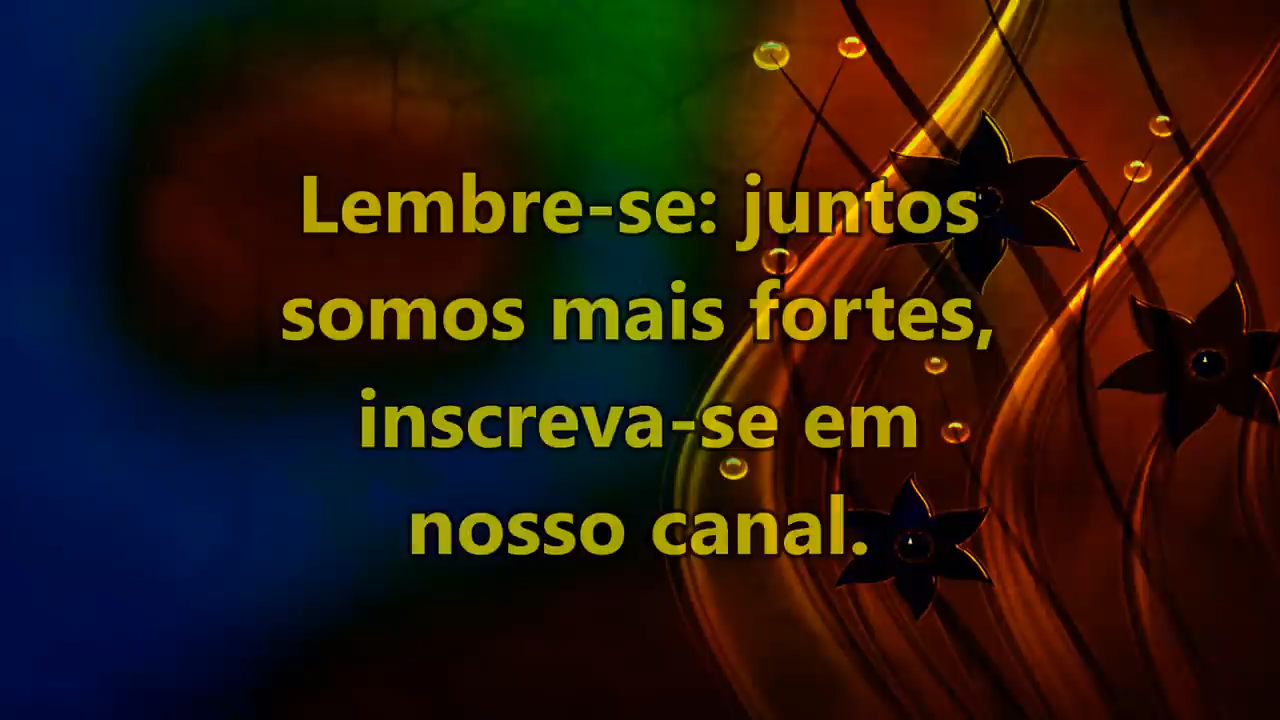 Lembre-se: juntos
somos mais fortes,
inscreva-se em
nosso canal.